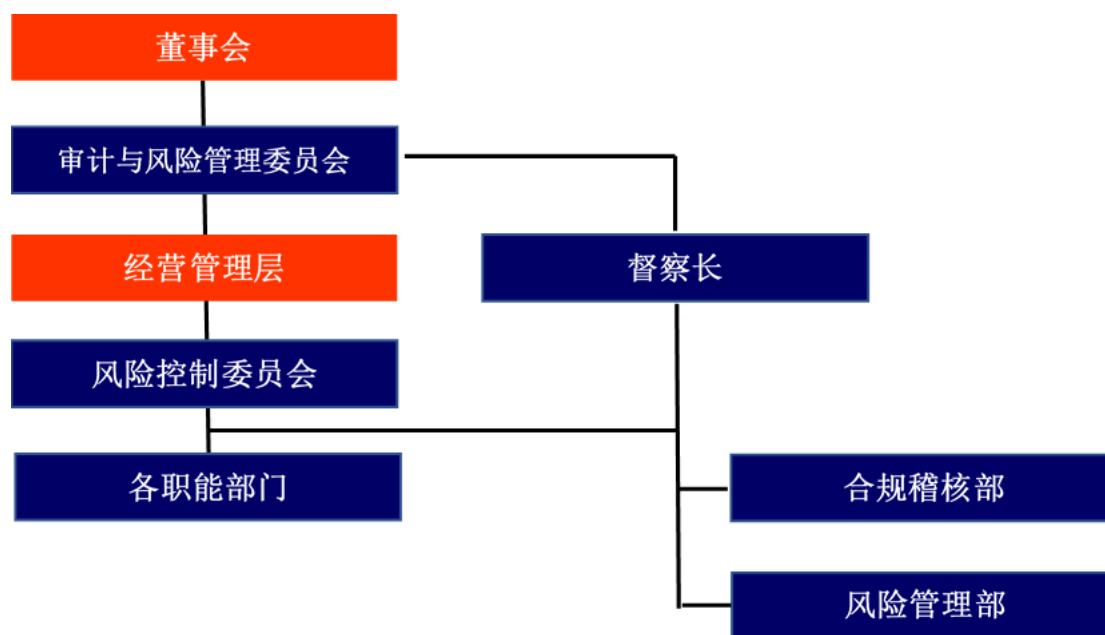 董事会
审计与风险管理委员会
经营管理层
督察长
风险控制委员会
各职能部门
合规稽核部
风险管理部